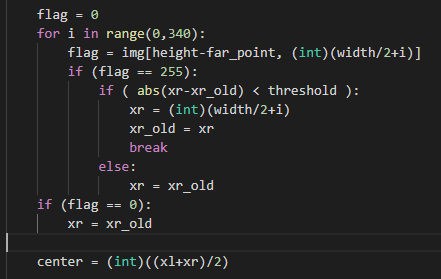 flag = 0
for i in range(0,340):
    flag = img[height-far_point, (int)(width/2+i)]
    if (flag == 255):
        if ( abs(xr-xr_old) < threshold ):
            xr = (int)(width/2+i)
            xr_old = xr
            break
        else:
            xr = xr_old
if (flag == 0):
    xr = xr_old
center = (int)((xl+xr)/2)